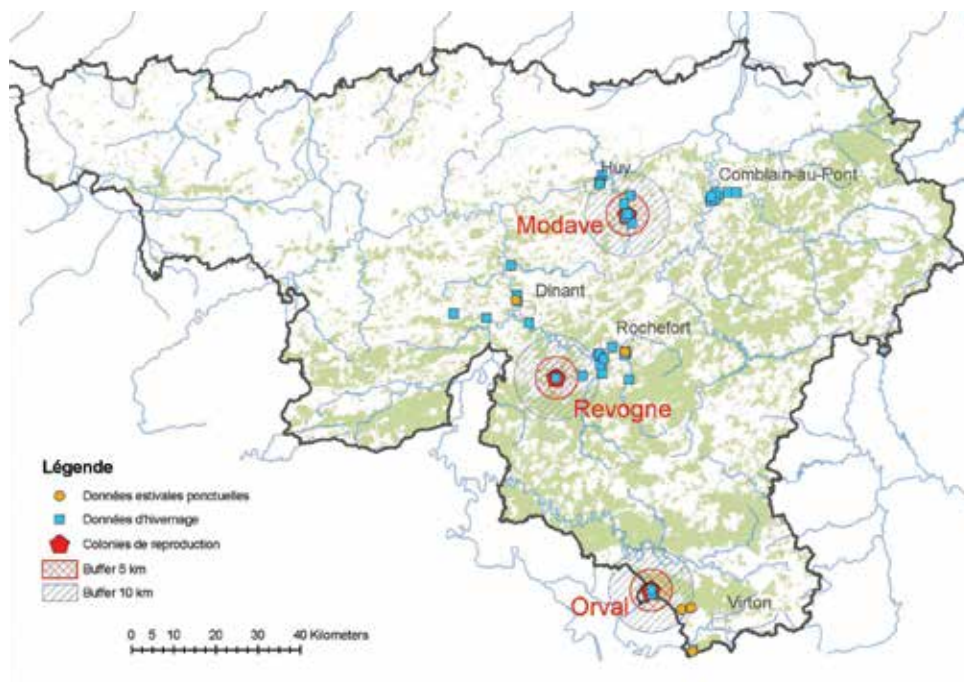 Huy
Comblain-au-Pont
Modave
Dinant
Rochefort
Revogne
Légende
Données estivales ponctuelles
Données d'hivernage
Colonies de reproduction
Buffer 5 km
Buffer 10 km
Orval
Virton
0 5 10 20 30 40 Kilometers